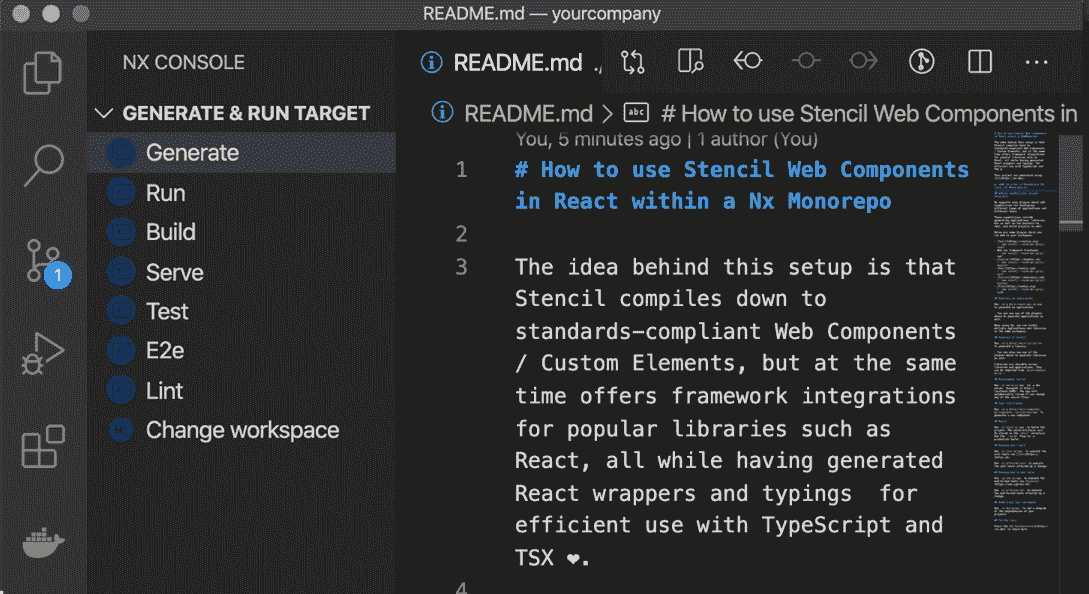 README.md — yourcompany
NX CONSOLE
GENERATE & RUN TARGET
Generate
Run
Build
Serve
Test
E2e
Lint
Change workspace
1
README.md ./
README.md > abc # How to use Stencil Web Components in
You, 5 minutes ago | 1 author (You)
1 # How to use Stencil Web Components
in React within a Nx Monorepo
2
3 The idea behind this setup is that
Stencil compiles down to
standards-compliant Web Components
/ Custom Elements, but at the same
time offers framework integrations
for popular libraries such as
React, all while having generated
React wrappers and typings  for
efficient use with TypeScript and
TSX ❤.
4